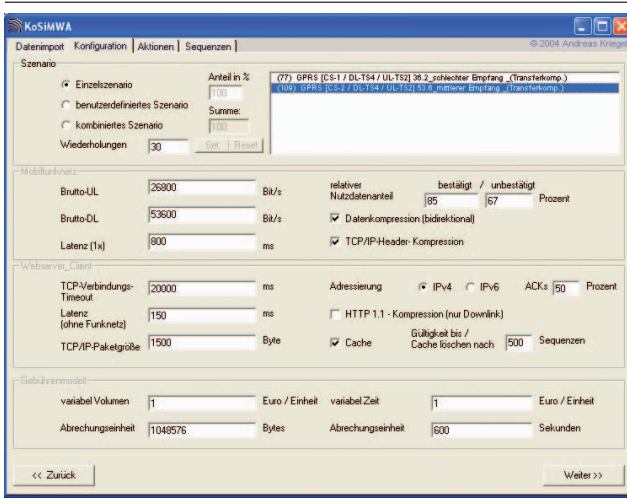 KoSiMWA
Datenimport Konfiguration Aktionen Sequenzen
© 2004 Andreas Krieger
Szenario
Einzelszenario
benutzerdefiniertes Szenario
kombiniertes Szenario
Wiederholungen 30
Anteil in %
100
Summe:
100
Set Reset
(77) GPRS [CS-1 / DL-TS4 / UL-TS2] 36.2_schlechter Empfang _(Transferkomp.)
(109) GPRS [CS-2 / DL-TS4 / UL-TS2] 53.6_mittlerer Empfang _(Transferkomp.)
Mobilfunknetz
Brutto-UL 26800 Bit/s
Brutto-DL 53600 Bit/s
Latenz (1x) 800 ms
relativer Nutzdatenanteil
bestätigt / unbestätigt
85 67 Prozent
Datenkompression (bidirektional)
TCP/IP-Header- Kompression
Webserver_Client
TCP-Verbindungs-
Timeout 20000 ms
Latenz
(ohne Funknetz) 150 ms
TCP/IP-Paketgröße 1500 Byte
Adressierung IPv4 IPv6 ACKs 50 Prozent
HTTP 1.1 - Kompression (nur Downlink)
Cache
Gültigkeit bis /
Cache löschen nach 500 Sequenzen
Gebührenmodell
variabel Volumen 1 Euro / Einheit variabel Zeit 1 Euro / Einheit
Abrechungseinheit 1048576 Bytes Abrechungseinheit 600 Sekunden
<< Zurück Weiter >>